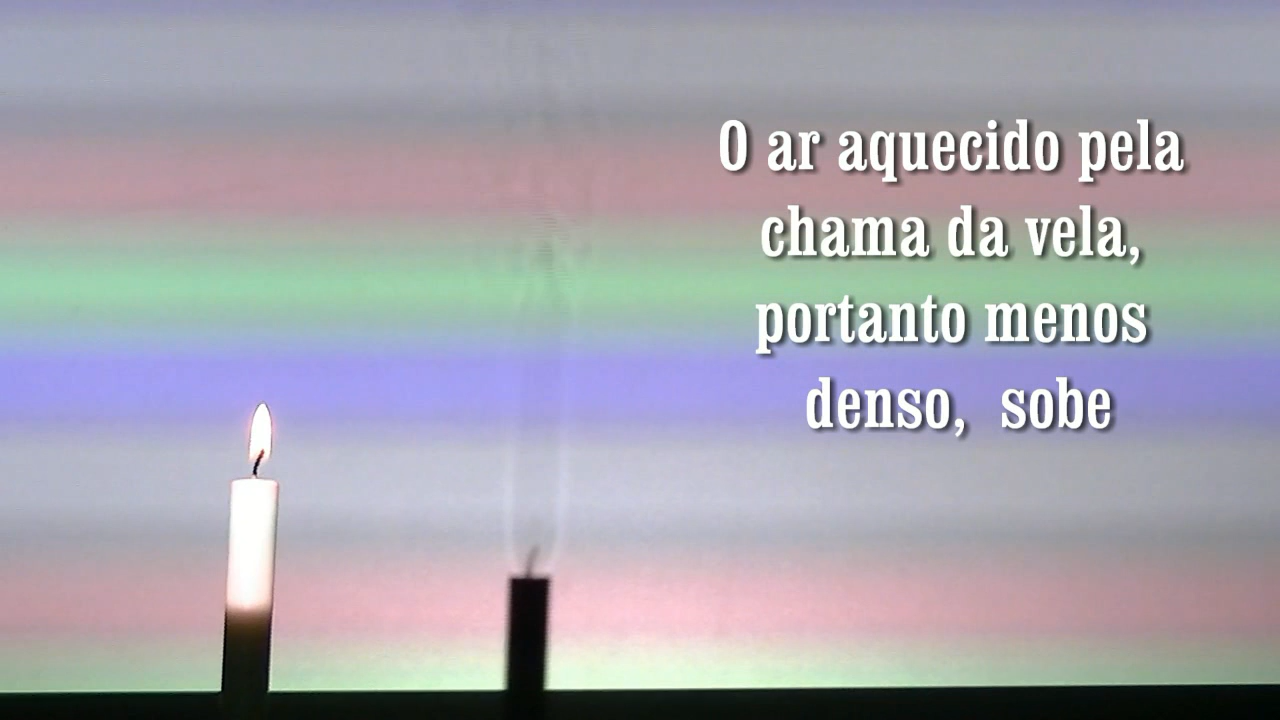 O ar aquecido pela
chama da vela,
portanto menos
denso,  sobe